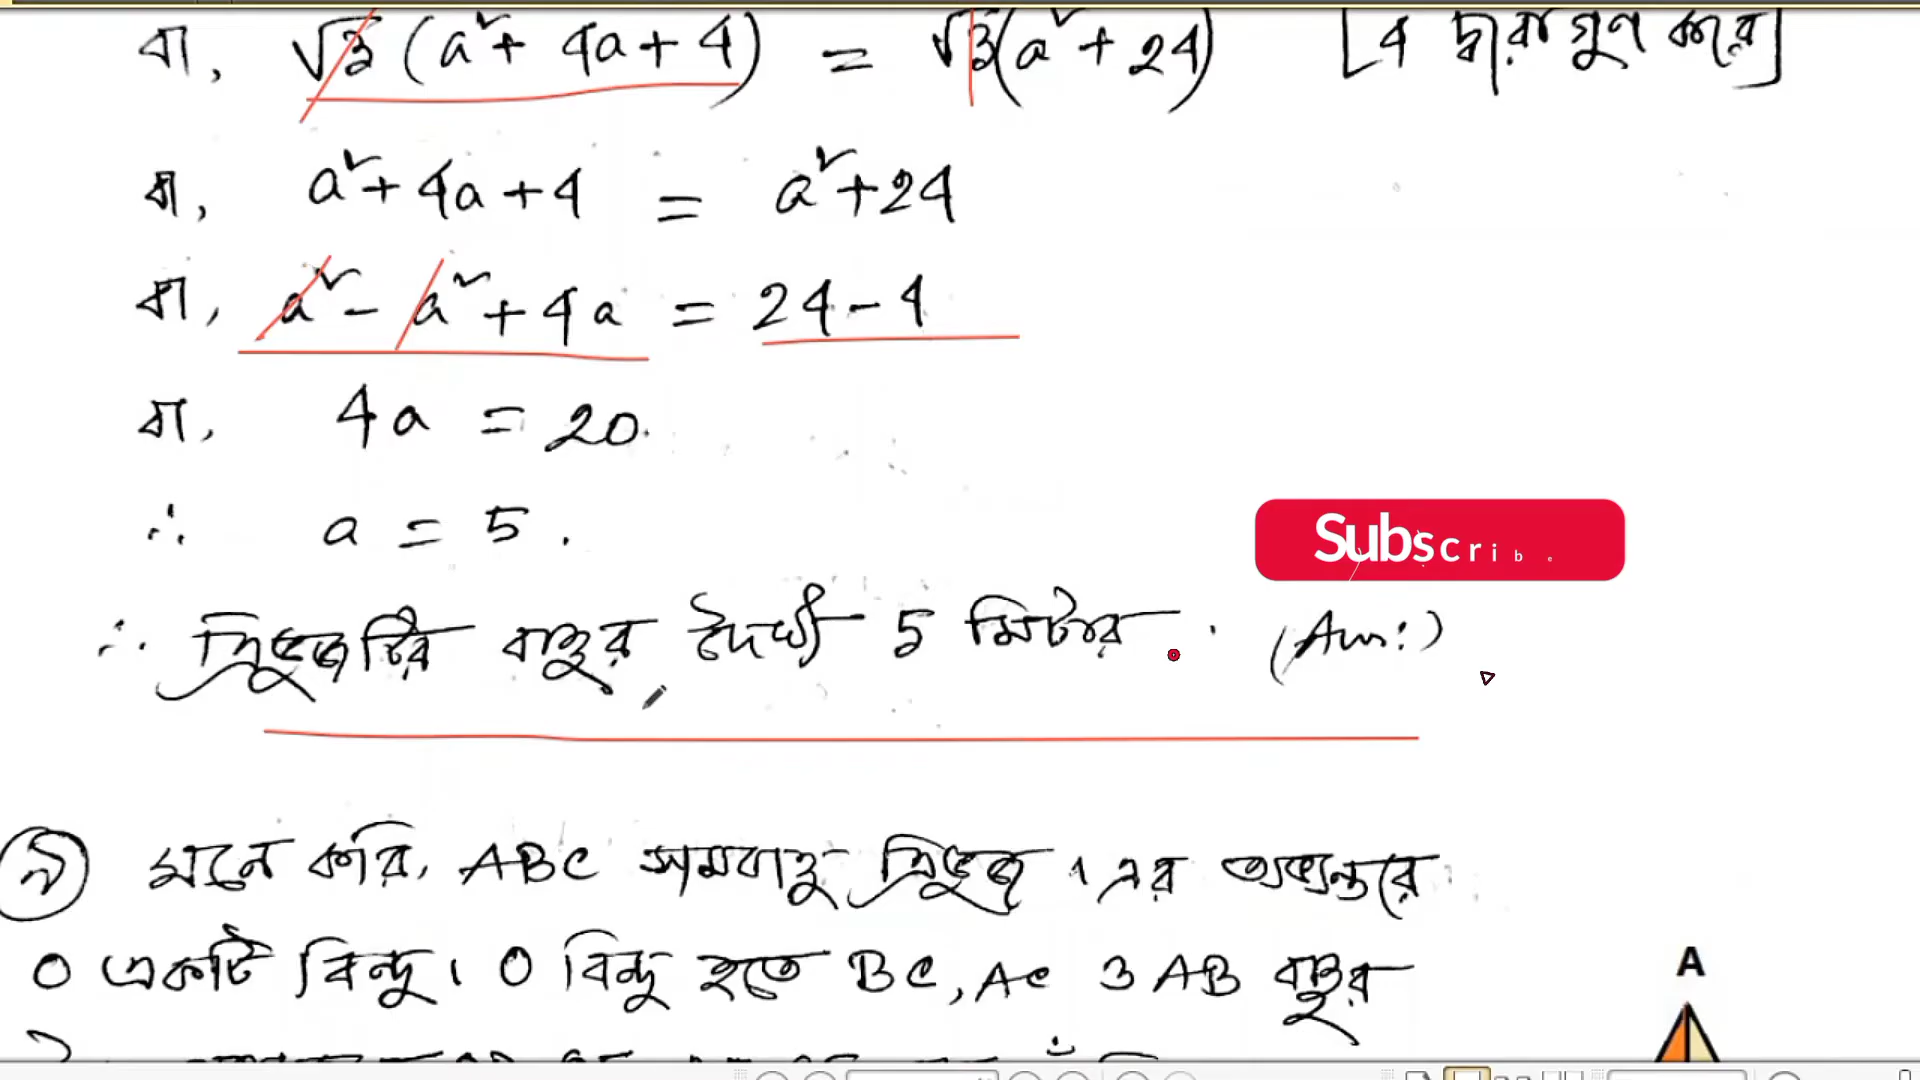 বা, √3 (a² + 4a + 4) = √3(a² + 24) [4 দ্বারা গুণ করে]
বা, a² + 4a + 4 = a² + 24
বা, a² - a² + 4a = 24 - 4
বা, 4a = 20.
∴ a = 5.
Subscribe
∴ ত্রিভুজটির বাহুর দৈর্ঘ্য 5 মিটার. (Ans:)
মনে করি, ABC সমবাহু ত্রিভুজ। এর অভ্যন্তরে
O একটি বিন্দু। O বিন্দু হতে BC, AC ও AB বাহুর
A